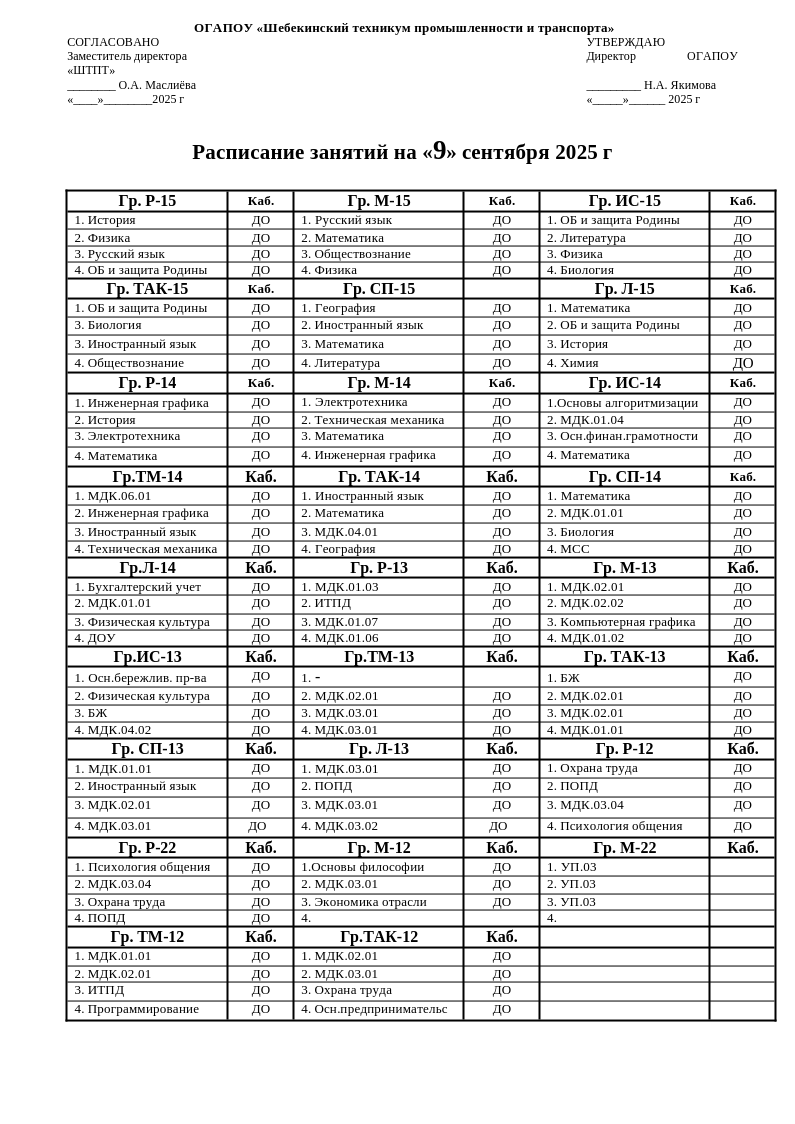 ОГАПОУ «Шебекинский техникум промышленности и транспорта»
СОГЛАСОВАНО УТВЕРЖДАЮ
Заместитель директора Директор ОГАПОУ
«ШТПТ»
________ О.А. Маслиёва _________ Н.А. Якимова
«____»________2025 г «_____»______ 2025 г
Расписание занятий на «9» сентября 2025 г
Гр. Р-15 Каб. Гр. М-15 Каб. Гр. ИС-15 Каб.
1. История ДО 1. Русский язык ДО 1. ОБ и защита Родины ДО
2. Физика ДО 2. Математика ДО 2. Литература ДО
3. Русский язык ДО 3. Обществознание ДО 3. Физика ДО
4. ОБ и защита Родины ДО 4. Физика ДО 4. Биология ДО
Гр. ТАК-15 Каб. Гр. СП-15 Гр. Л-15 Каб.
1. ОБ и защита Родины ДО 1. География ДО 1. Математика ДО
3. Биология ДО 2. Иностранный язык ДО 2. ОБ и защита Родины ДО
3. Иностранный язык ДО 3. Математика ДО 3. История ДО
4. Обществознание ДО 4. Литература ДО 4. Химия ДО
Гр. Р-14 Каб. Гр. М-14 Каб. Гр. ИС-14 Каб.
1. Инженерная графика ДО 1. Электротехника ДО 1.Основы алгоритмизации ДО
2. История ДО 2. Техническая механика ДО 2. МДК.01.04 ДО
3. Электротехника ДО 3. Математика ДО 3. Осн.финан.грамотности ДО
4. Математика ДО 4. Инженерная графика ДО 4. Математика ДО
Гр.ТМ-14 Каб. Гр. ТАК-14 Каб. Гр. СП-14 Каб.
1. МДК.06.01 ДО 1. Иностранный язык ДО 1. Математика ДО
2. Инженерная графика ДО 2. Математика ДО 2. МДК.01.01 ДО
3. Иностранный язык ДО 3. МДК.04.01 ДО 3. Биология ДО
4. Техническая механика ДО 4. География ДО 4. МСС ДО
Гр.Л-14 Каб. Гр. Р-13 Каб. Гр. М-13 Каб.
1. Бухгалтерский учет ДО 1. МДК.01.03 ДО 1. МДК.02.01 ДО
2. МДК.01.01 ДО 2. ИТПД ДО 2. МДК.02.02 ДО
3. Физическая культура ДО 3. МДК.01.07 ДО 3. Компьютерная графика ДО
4. ДОУ ДО 4. МДК.01.06 ДО 4. МДК.01.02 ДО
Гр.ИС-13 Каб. Гр.ТМ-13 Каб. Гр. ТАК-13 Каб.
1. Осн.бережлив. пр-ва ДО 1. - 1. БЖ ДО
2. Физическая культура ДО 2. МДК.02.01 ДО 2. МДК.02.01 ДО
3. БЖ ДО 3. МДК.03.01 ДО 3. МДК.02.01 ДО
4. МДК.04.02 ДО 4. МДК.03.01 ДО 4. МДК.01.01 ДО
Гр. СП-13 Каб. Гр. Л-13 Каб. Гр. Р-12 Каб.
1. МДК.01.01 ДО 1. МДК.03.01 ДО 1. Охрана труда ДО
2. Иностранный язык ДО 2. ПОПД ДО 2. ПОПД ДО
3. МДК.02.01 ДО 3. МДК.03.01 ДО 3. МДК.03.04 ДО
4. МДК.03.01 ДО 4. МДК.03.02 ДО 4. Психология общения ДО
Гр. Р-22 Каб. Гр. М-12 Каб. Гр. М-22 Каб.
1. Психология общения ДО 1.Основы философии ДО 1. УП.03
2. МДК.03.04 ДО 2. МДК.03.01 ДО 2. УП.03
3. Охрана труда ДО 3. Экономика отрасли ДО 3. УП.03
4. ПОПД ДО 4. 4.
Гр. ТМ-12 Каб. Гр.ТАК-12 Каб.
1. МДК.01.01 ДО 1. МДК.02.01 ДО
2. МДК.02.01 ДО 2. МДК.03.01 ДО
3. ИТПД ДО 3. Охрана труда ДО
4. Программирование ДО 4. Осн.предпринимательс ДО